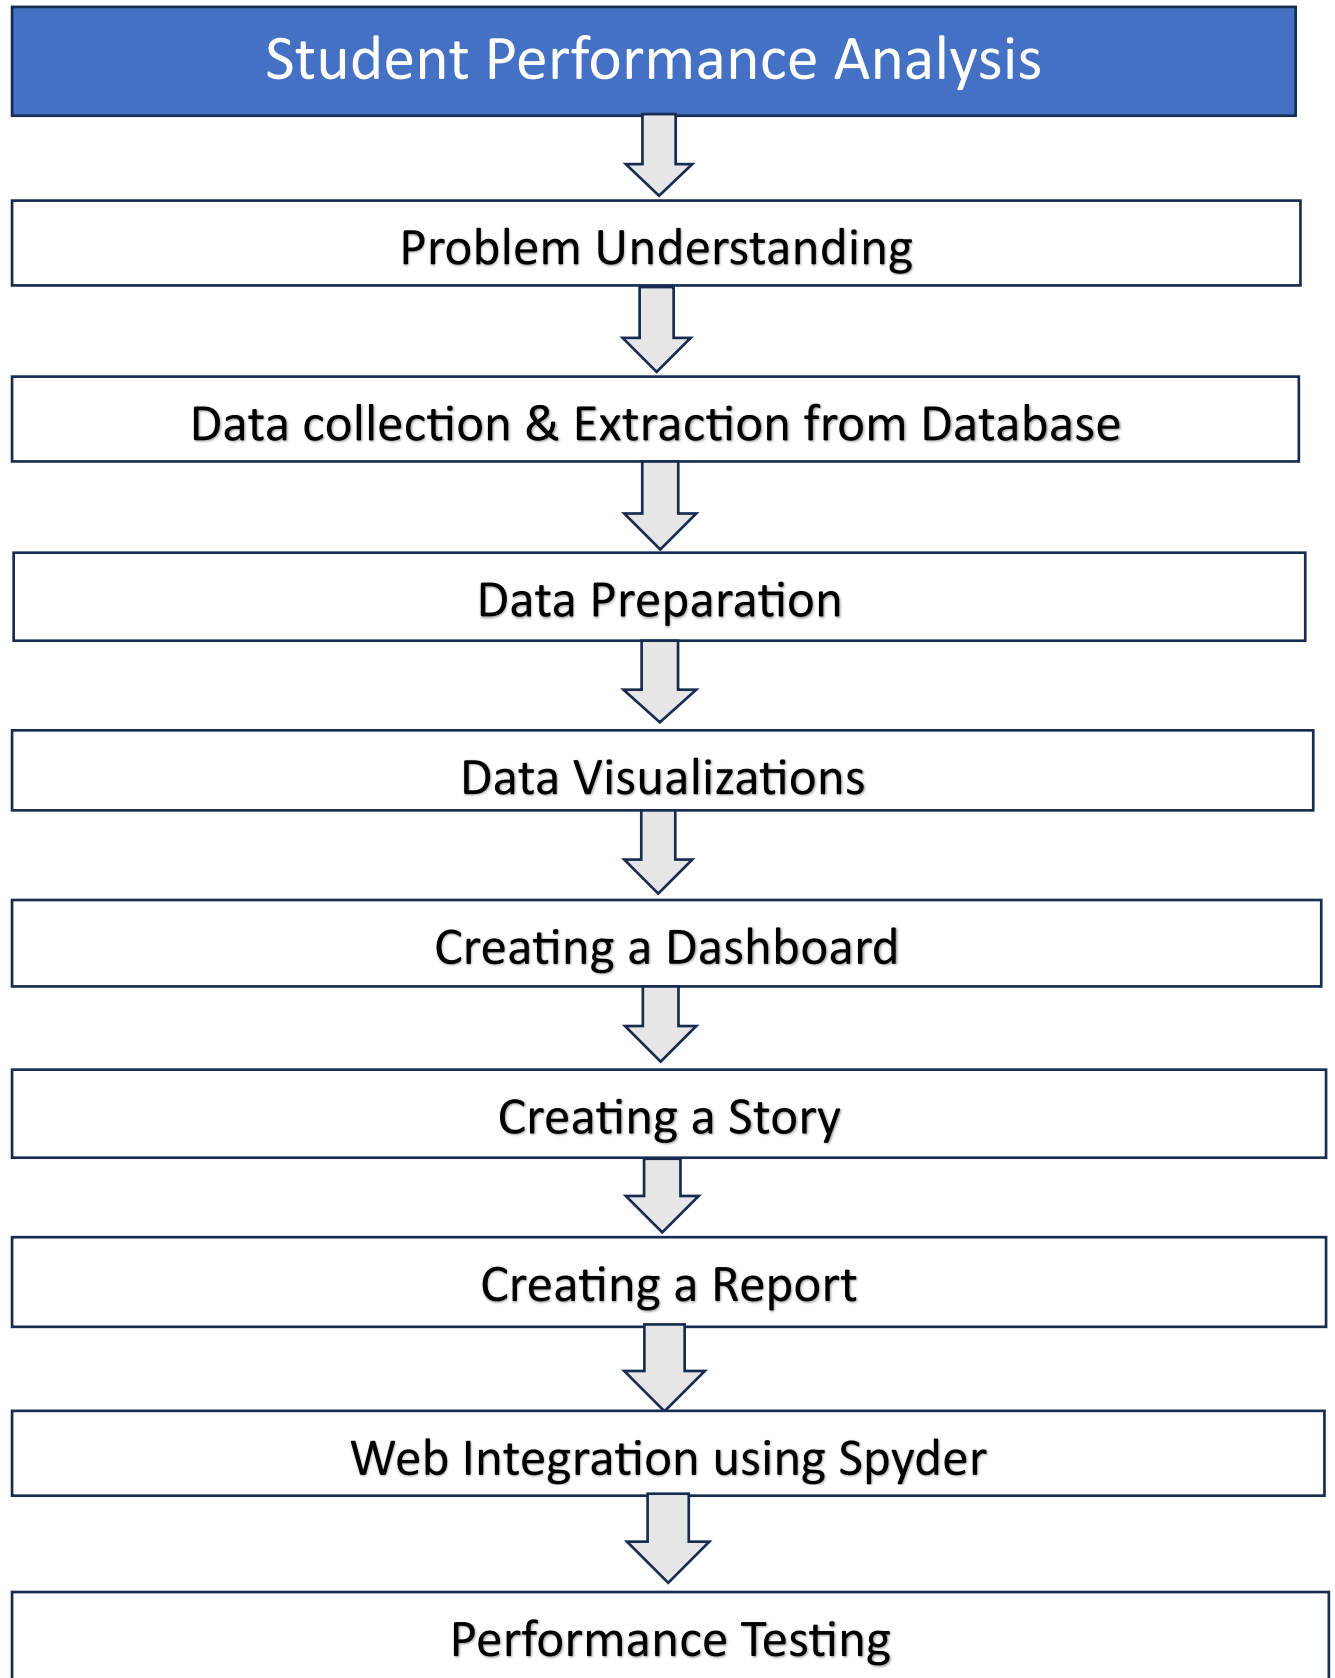 Student Performance Analysis
Problem Understanding
Data collection & Extraction from Database
Data Preparation
Data Visualizations
Creating a Dashboard
Creating a Story
Creating a Report
Web Integration using Spyder
Performance Testing